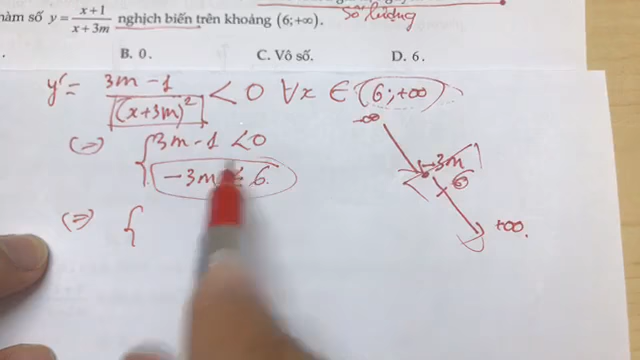 hàm số y = x+1 / x+3m nghịch biến trên khoảng (6;+∞). số lượng
B. 0. C. Vô số. D. 6.
y' = 3m - 1 / (x+3m)² < 0 ∀x ∈ (6;+∞)
(=) { 3m - 1 < 0
-3m ≤ 6.
(=) {
-∞
-3m
6
+∞.